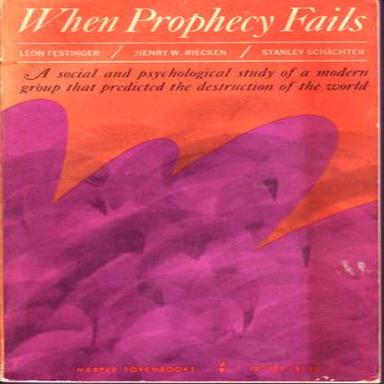 When Prophecy Fails
LEON FESTINGER / HENRY W. RIECKEN / STANLEY SCHACHTER
A social and psychological study of a modern
group that predicted the destruction of the world
HARPER TORCHBOOKS